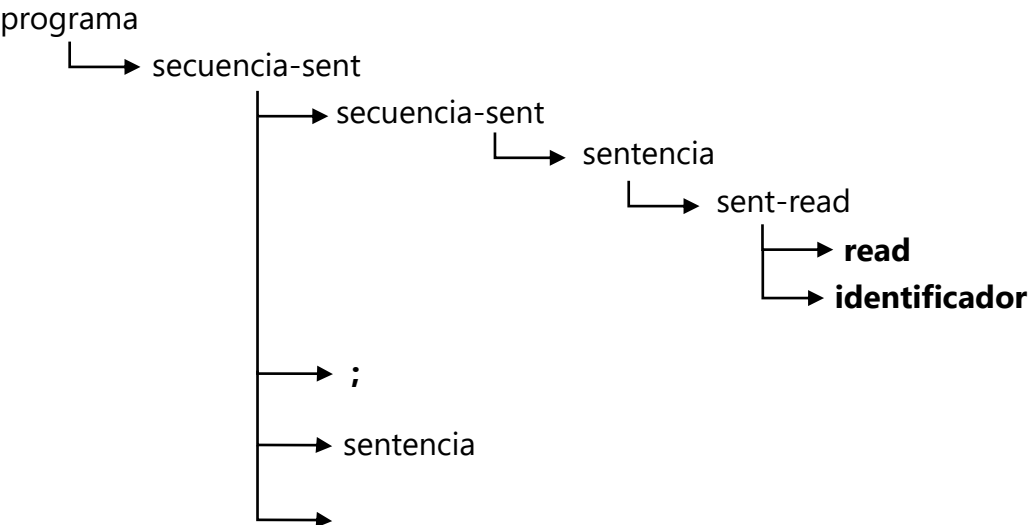 programa
secuencia-sent
secuencia-sent
sentencia
sent-read
read
identificador
;
sentencia